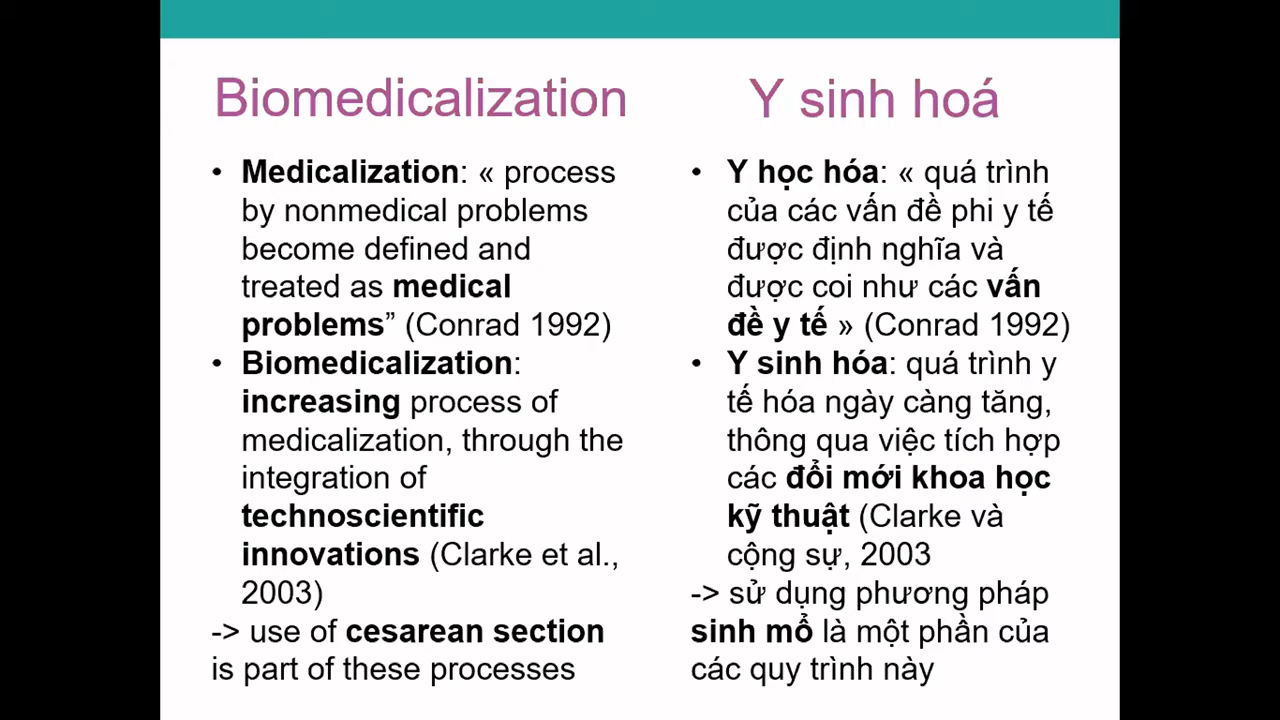 Biomedicalization
• Medicalization: « process
by nonmedical problems
become defined and
treated as medical
problems” (Conrad 1992)
• Biomedicalization:
increasing process of
medicalization, through the
integration of
technoscientific
innovations (Clarke et al.,
2003)
-> use of cesarean section
is part of these processes
Y sinh hoá
• Y học hóa: « quá trình
của các vấn đề phi y tế
được định nghĩa và
được coi như các vấn
đề y tế » (Conrad 1992)
• Y sinh hóa: quá trình y
tế hóa ngày càng tăng,
thông qua việc tích hợp
các đổi mới khoa học
kỹ thuật (Clarke và
cộng sự, 2003
-> sử dụng phương pháp
sinh mổ là một phần của
các quy trình này